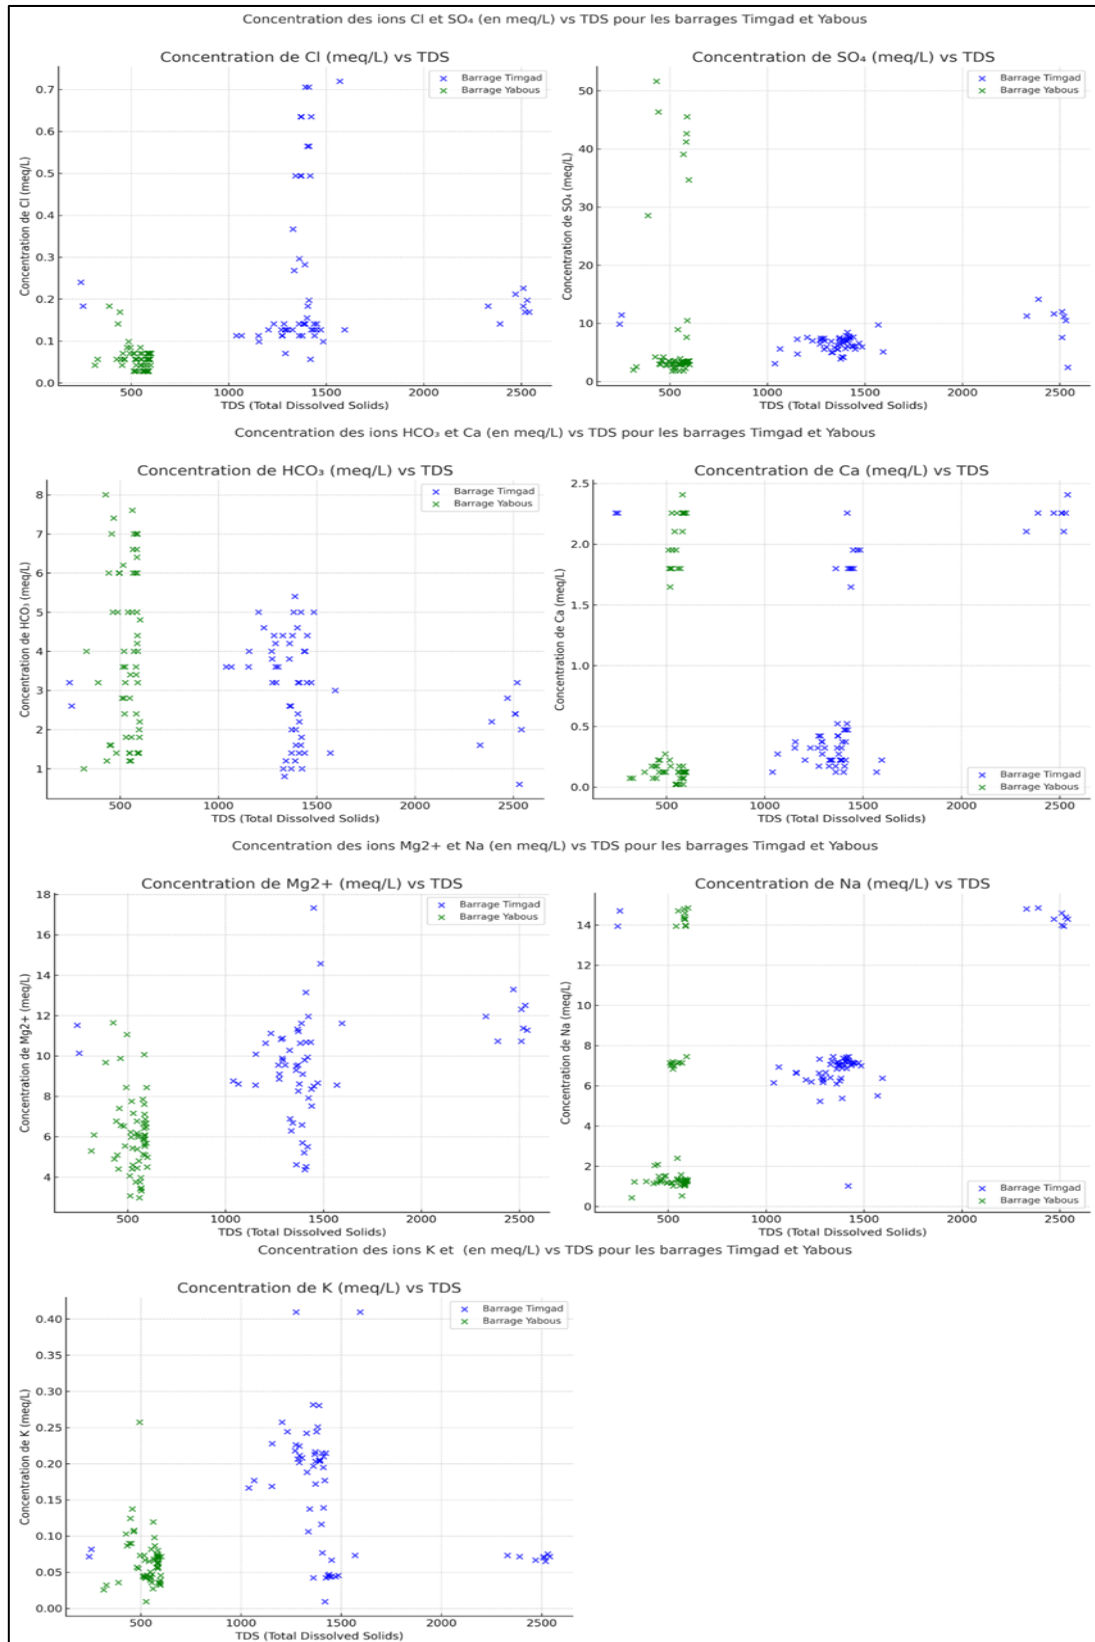 Concentration des ions Cl et SO₄ (en meq/L) vs TDS pour les barrages Timgad et Yabous
Concentration de Cl (meq/L) vs TDS
Barrage Timgad
Barrage Yabous
Concentration de Cl (meq/L)
0.7
0.6
0.5
0.4
0.3
0.2
0.1
0.0
500
1000
1500
2000
2500
TDS (Total Dissolved Solids)
Concentration de SO₄ (meq/L) vs TDS
Barrage Timgad
Barrage Yabous
Concentration de SO₄ (meq/L)
50
40
30
20
10
0
500
1000
1500
2000
2500
TDS (Total Dissolved Solids)
Concentration des ions HCO₃ et Ca (en meq/L) vs TDS pour les barrages Timgad et Yabous
Concentration de HCO₃ (meq/L) vs TDS
Barrage Timgad
Barrage Yabous
Concentration de HCO₃ (meq/L)
8
7
6
5
4
3
2
1
500
1000
1500
2000
2500
TDS (Total Dissolved Solids)
Concentration de Ca (meq/L) vs TDS
Concentration de Ca (meq/L)
2.5
2.0
1.5
1.0
0.5
0.0
Barrage Timgad
Barrage Yabous
500
1000
1500
2000
2500
TDS (Total Dissolved Solids)
Concentration des ions Mg2+ et Na (en meq/L) vs TDS pour les barrages Timgad et Yabous
Concentration de Mg2+ (meq/L) vs TDS
Barrage Timgad
Barrage Yabous
Concentration de Mg2+ (meq/L)
18
16
14
12
10
8
6
4
500
1000
1500
2000
2500
TDS (Total Dissolved Solids)
Concentration de Na (meq/L) vs TDS
Concentration de Na (meq/L)
14
12
10
8
6
4
2
0
Barrage Timgad
Barrage Yabous
500
1000
1500
2000
2500
TDS (Total Dissolved Solids)
Concentration des ions K et (en meq/L) vs TDS pour les barrages Timgad et Yabous
Concentration de K (meq/L) vs TDS
Barrage Timgad
Barrage Yabous
Concentration de K (meq/L)
0.40
0.35
0.30
0.25
0.20
0.15
0.10
0.05
0.00
500
1000
1500
2000
2500
TDS (Total Dissolved Solids)